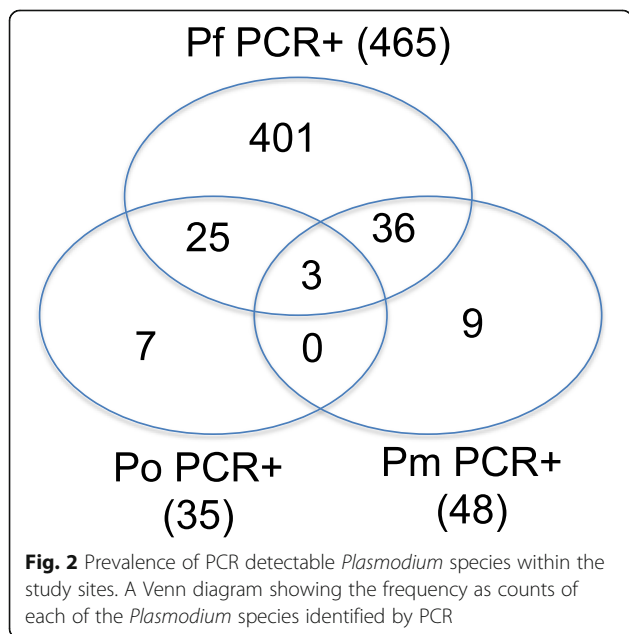 Pf PCR+ (465)
401
25
36
3
7
0
9
Po PCR+
(35)
Pm PCR+
(48)
Fig. 2 Prevalence of PCR detectable Plasmodium species within the
study sites. A Venn diagram showing the frequency as counts of
each of the Plasmodium species identified by PCR